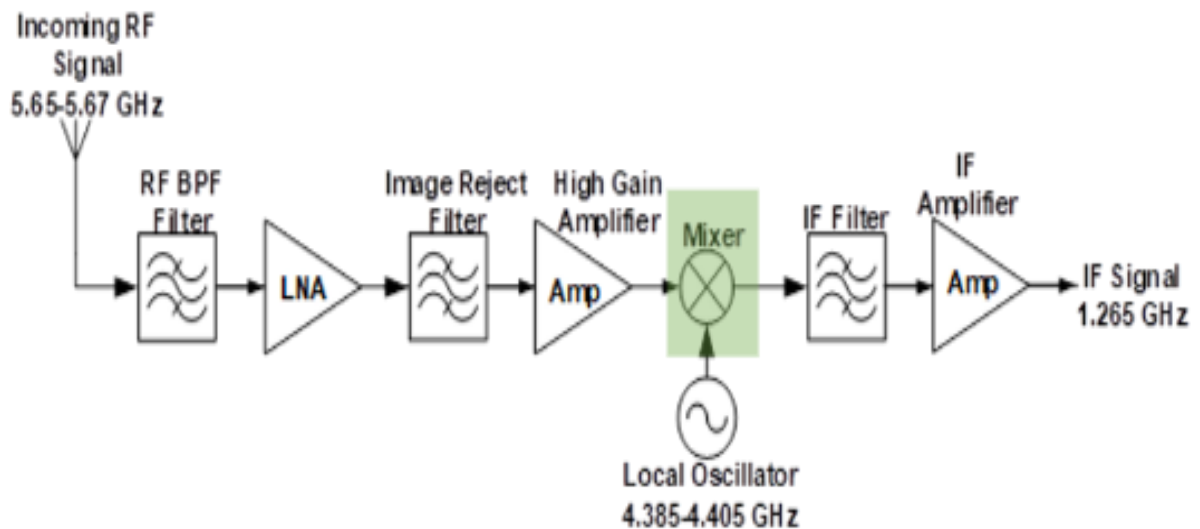 Incoming RF
Signal
5.65-5.67 GHz
RF BPF
Filter
LNA
Image Reject
Filter
High Gain
Amplifier
Amp
Mixer
Local Oscillator
4.385-4.405 GHz
IF Filter
IF
Amplifier
Amp
IF Signal
1.265 GHz